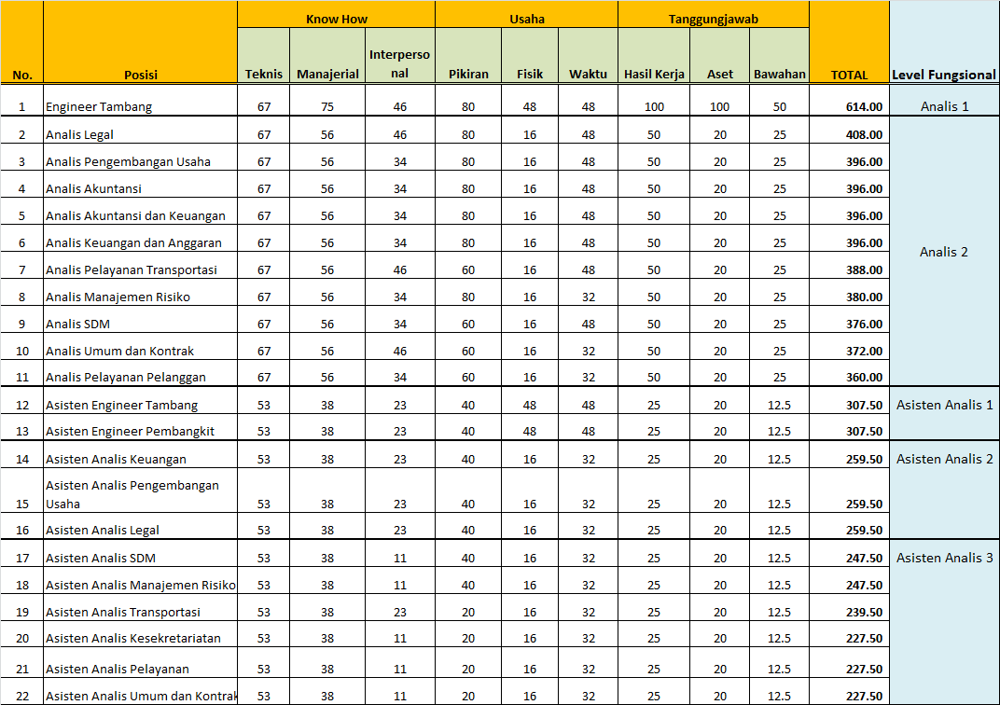 Know How Usaha Tanggungjawab
No. Posisi Teknis Manajerial Interperso Pikiran Fisik Waktu Hasil Kerja Aset Bawahan TOTAL Level Fungsional
nal
1 Engineer Tambang 67 75 46 80 48 48 100 100 50 614.00 Analis 1
2 Analis Legal 67 56 46 80 16 48 50 20 25 408.00
3 Analis Pengembangan Usaha 67 56 34 80 16 48 50 20 25 396.00
4 Analis Akuntansi 67 56 34 80 16 48 50 20 25 396.00
5 Analis Akuntansi dan Keuangan 67 56 34 80 16 48 50 20 25 396.00
6 Analis Keuangan dan Anggaran 67 56 34 80 16 48 50 20 25 396.00 Analis 2
7 Analis Pelayanan Transportasi 67 56 46 60 16 48 50 20 25 388.00
8 Analis Manajemen Risiko 67 56 34 80 16 32 50 20 25 380.00
9 Analis SDM 67 56 34 60 16 48 50 20 25 376.00
10 Analis Umum dan Kontrak 67 56 46 60 16 32 50 20 25 372.00
11 Analis Pelayanan Pelanggan 67 56 34 60 16 32 50 20 25 360.00
12 Asisten Engineer Tambang 53 38 23 40 48 48 25 20 12.5 307.50 Asisten Analis 1
13 Asisten Engineer Pembangkit 53 38 23 40 48 48 25 20 12.5 307.50
14 Asisten Analis Keuangan 53 38 23 40 16 32 25 20 12.5 259.50 Asisten Analis 2
Asisten Analis Pengembangan
15 Usaha 53 38 23 40 16 32 25 20 12.5 259.50
16 Asisten Analis Legal 53 38 23 40 16 32 25 20 12.5 259.50
17 Asisten Analis SDM 53 38 11 40 16 32 25 20 12.5 247.50 Asisten Analis 3
18 Asisten Analis Manajemen Risiko 53 38 11 40 16 32 25 20 12.5 247.50
19 Asisten Analis Transportasi 53 38 23 20 16 32 25 20 12.5 239.50
20 Asisten Analis Kesekretariatan 53 38 11 20 16 32 25 20 12.5 227.50
21 Asisten Analis Pelayanan 53 38 11 20 16 32 25 20 12.5 227.50
22 Asisten Analis Umum dan Kontrak 53 38 11 20 16 32 25 20 12.5 227.50